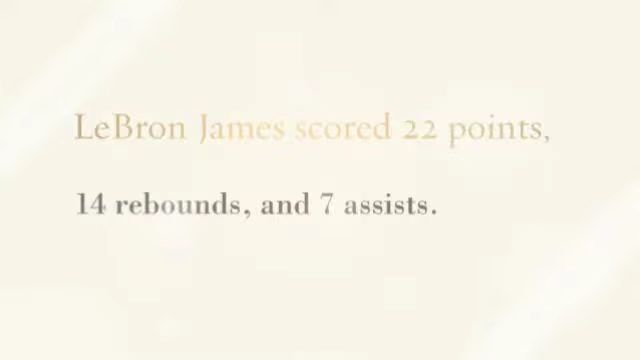 LeBron James scored 22 points,
14 rebounds, and 7 assists.